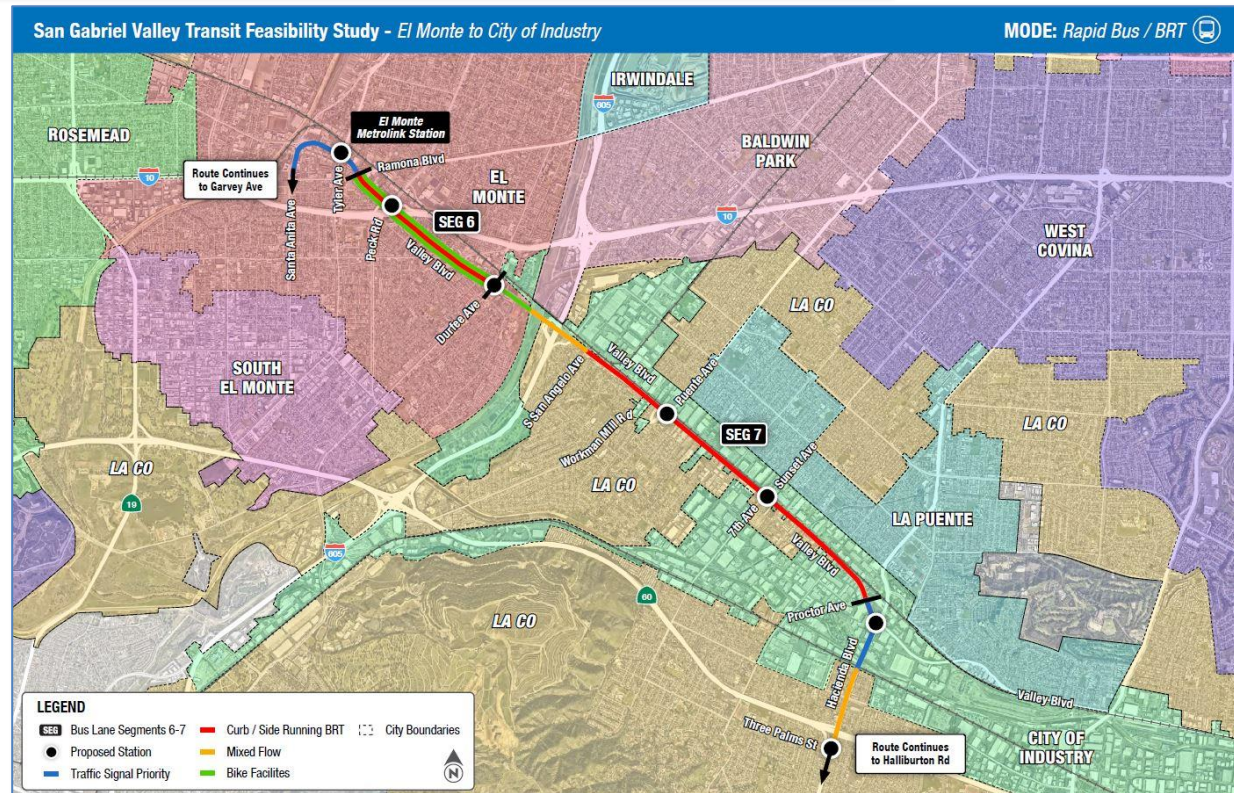 San Gabriel Valley Transit Feasibility Study - El Monte to City of Industry
MODE: Rapid Bus / BRT
IRWINDALE
605
ROSEMEAD
El Monte
Metrolink Station
BALDWIN
PARK
Ramona Blvd
Route Continues
to Garvey Ave
10
Tyler Ave
EL
MONTE
SEG 6
Peck Rd
10
Santa Anita Ave
Valley Blvd
WEST
COVINA
Durfee Ave
LA CO
SOUTH
EL MONTE
S San Angelo Ave
Valley Blvd
Puente Ave
Workman Mill Rd
SEG 7
LA CO
LA CO
LA CO
19
Sunset Ave
7th Ave
LA PUENTE
Valley Blvd
605
60
Proctor Ave
LA CO
Hacienda Blvd
Valley Blvd
Three Palms St
Route Continues
to Halliburton Rd
CITY OF
INDUSTRY
LEGEND
SEG Bus Lane Segments 6-7
Curb / Side Running BRT
City Boundaries
Proposed Station
Mixed Flow
Traffic Signal Priority
Bike Facilites
N